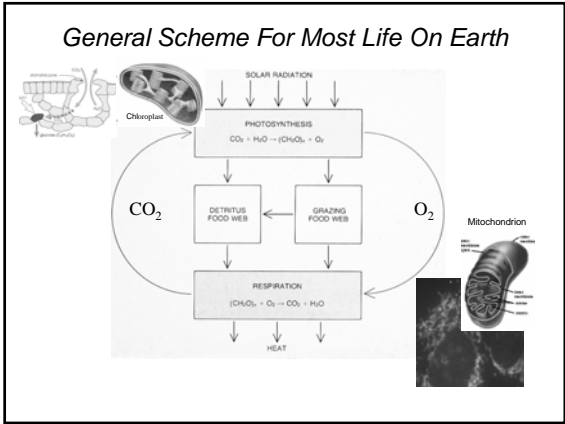 General Scheme For Most Life On Earth
SOLAR RADIATION
Chloroplast
PHOTOSYNTHESIS
CO₂ + H₂O → (CH₂O)ₙ + O₂
CO₂
DETRITUS
FOOD WEB
GRAZING
FOOD WEB
O₂
Mitochondrion
RESPIRATION
(CH₂O)ₙ + O₂ → CO₂ + H₂O
HEAT